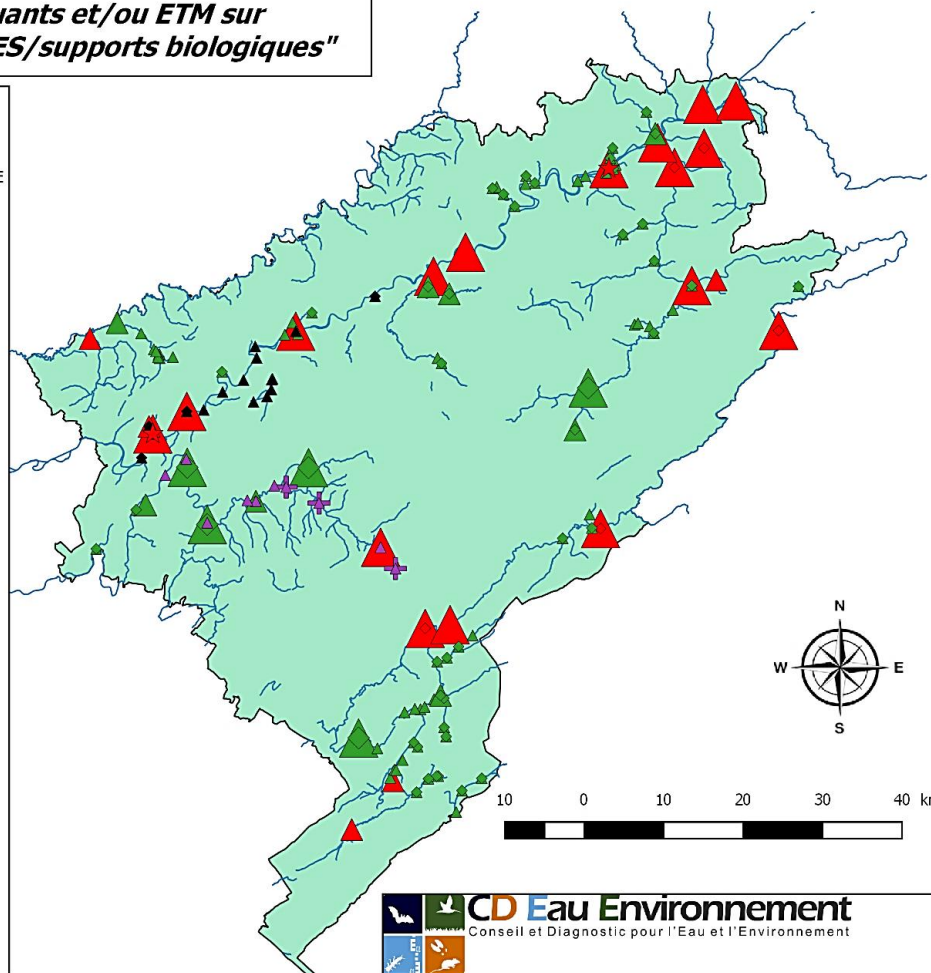 uants et/ou ETM sur
ES/supports biologiques"
E
N
W E
S
10 0 10 20 30 40 km
CD Eau Environnement
Conseil et Diagnostic pour l'Eau et l'Environnement